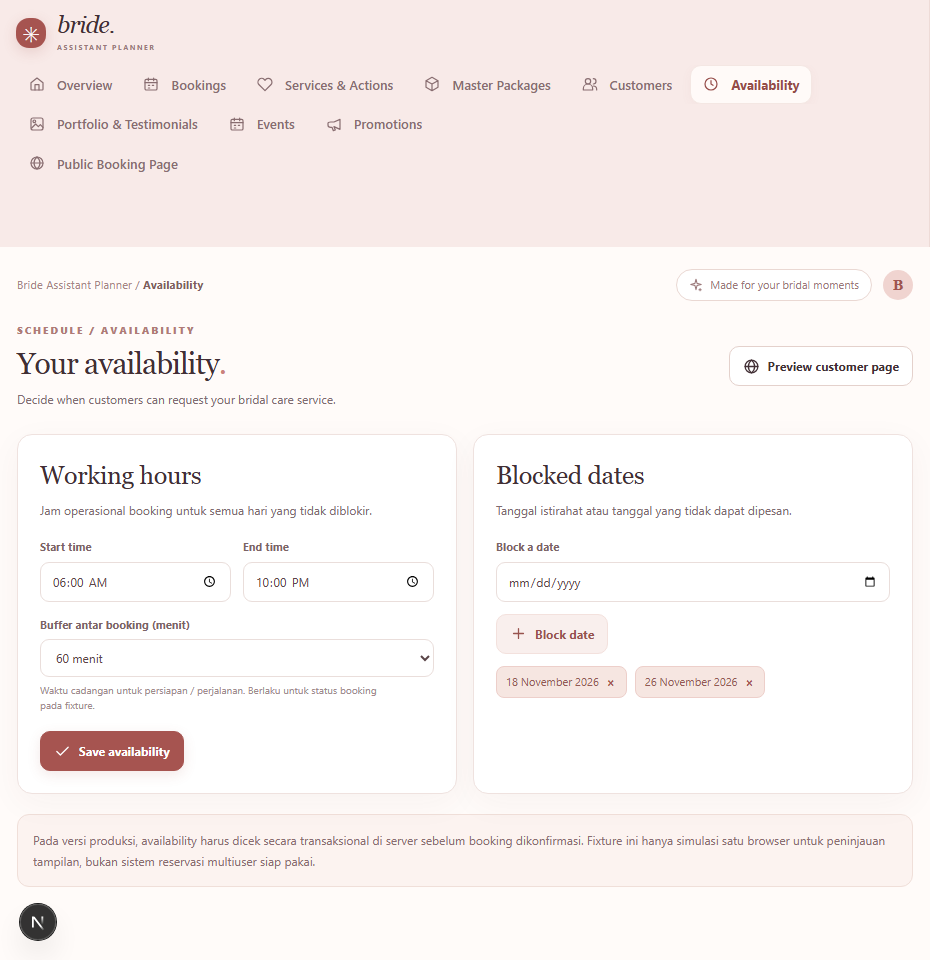 bride.
ASSISTANT PLANNER
Overview
Bookings
Services & Actions
Master Packages
Customers
Availability
Portfolio & Testimonials
Events
Promotions
Public Booking Page
Bride Assistant Planner / Availability
Made for your bridal moments
B
SCHEDULE / AVAILABILITY
Your availability.
Preview customer page
Decide when customers can request your bridal care service.
Working hours
Jam operasional booking untuk semua hari yang tidak diblokir.
Start time
End time
06:00 AM
10:00 PM
Buffer antar booking (menit)
60 menit
Waktu cadangan untuk persiapan / perjalanan. Berlaku untuk status booking
pada fixture.
Save availability
Blocked dates
Tanggal istirahat atau tanggal yang tidak dapat dipesan.
Block a date
mm/dd/yyyy
+ Block date
18 November 2026 ×
26 November 2026 ×
Pada versi produksi, availability harus dicek secara transaksional di server sebelum booking dikonfirmasi. Fixture ini hanya simulasi satu browser untuk peninjauan
tampilan, bukan sistem reservasi multiuser siap pakai.
N